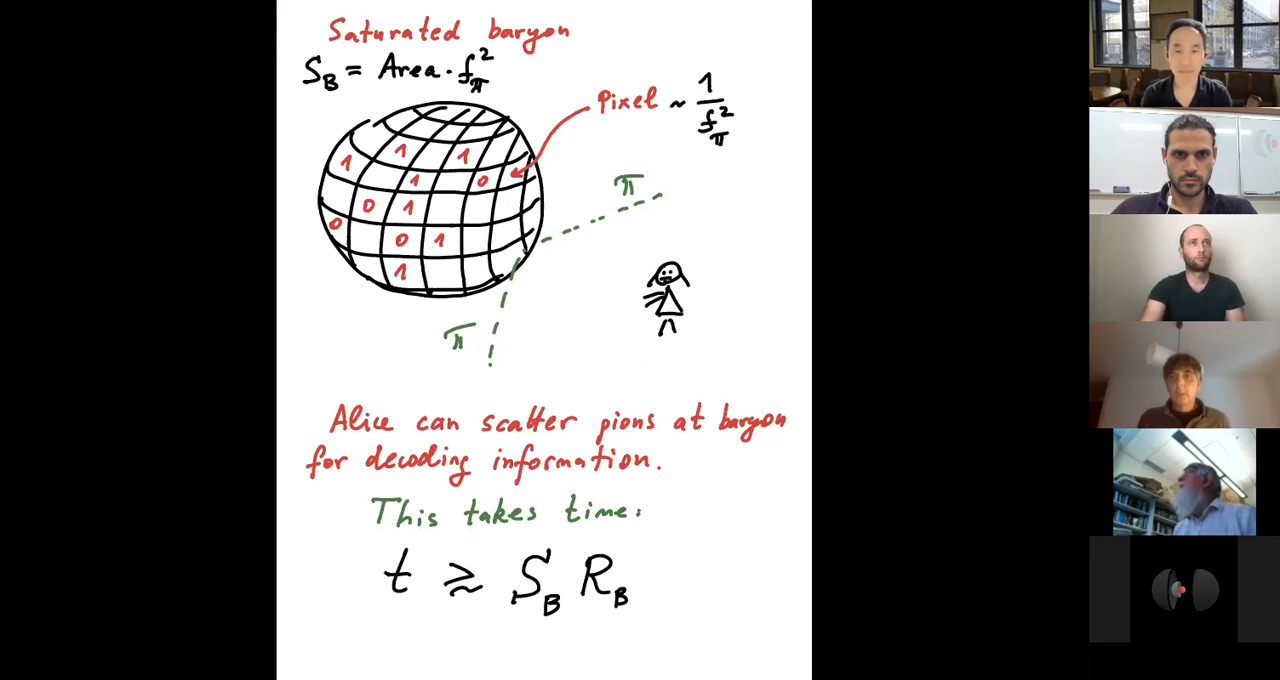 Saturated baryon
S_B = Area · f_π^2
Pixel ~ 1/f_π^2
1 1 1
1 0
0 1
0 0 1
1
π
π
Alice can scatter pions at baryon
for decoding information.
This takes time:
t ≳ S_B R_B